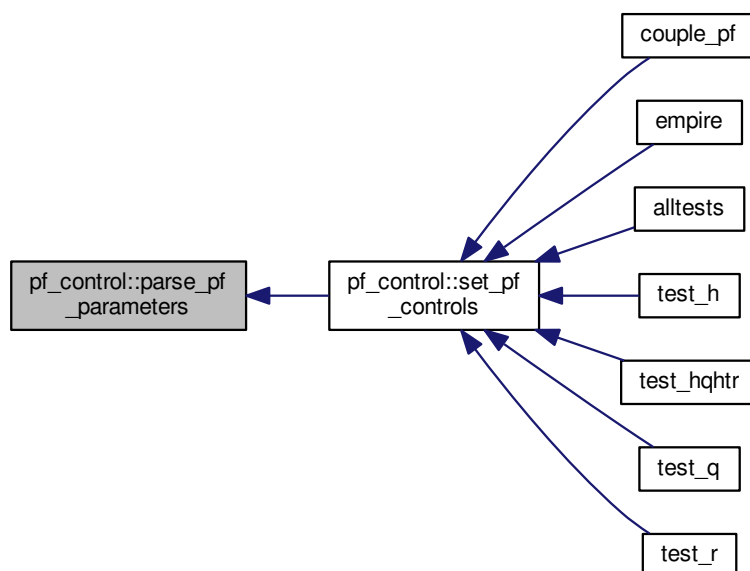 couple_pf
empire
alltests
pf_control::parse_pf
_parameters
pf_control::set_pf
_controls
test_h
test_hqhtr
test_q
test_r